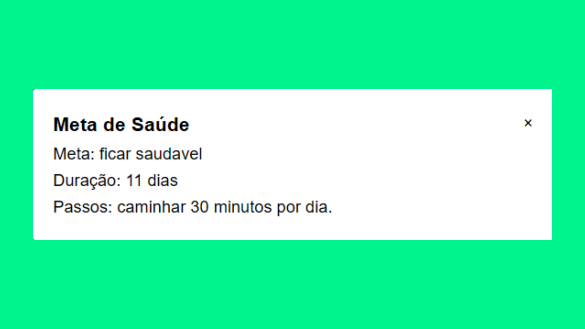 Meta de Saúde
×
Meta: ficar saudavel
Duração: 11 dias
Passos: caminhar 30 minutos por dia.